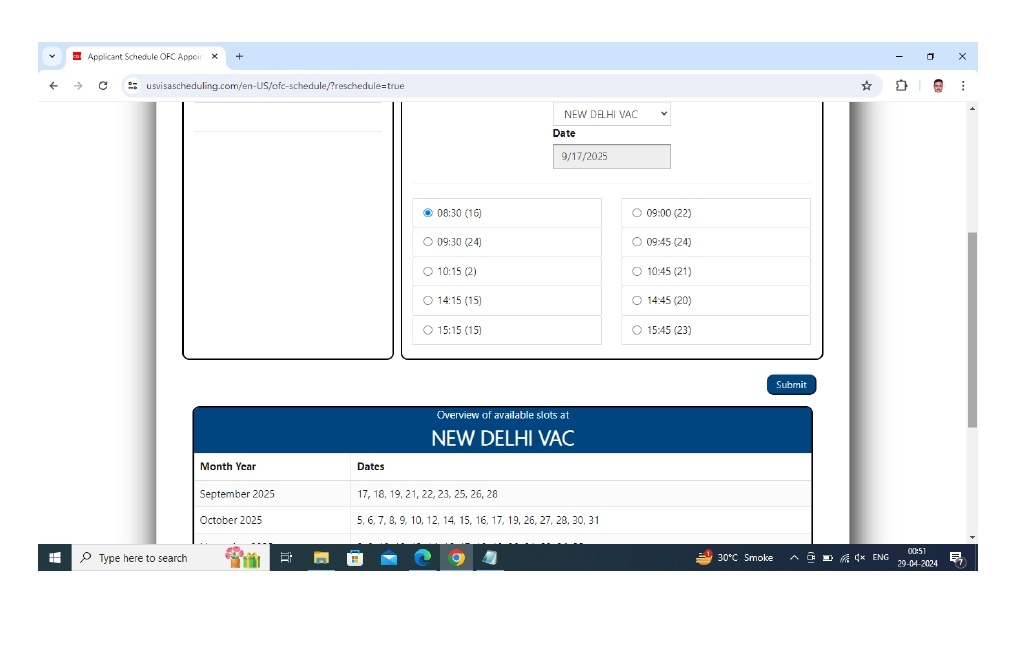 Applicant Schedule OFC Appoi
usvisascheduling.com/en-US/ofc-schedule/?reschedule=true
NEW DELHI VAC
Date
9/17/2025
08:30 (16) 09:00 (22)
09:30 (24) 09:45 (24)
10:15 (2) 10:45 (21)
14:15 (15) 14:45 (20)
15:15 (15) 15:45 (23)
Submit
Overview of available slots at
NEW DELHI VAC
Month Year Dates
September 2025 17, 18, 19, 21, 22, 23, 25, 26, 28
October 2025 5, 6, 7, 8, 9, 10, 12, 14, 15, 16, 17, 19, 26, 27, 28, 30, 31
Type here to search
30°C Smoke
ENG
00:51
29-04-2024